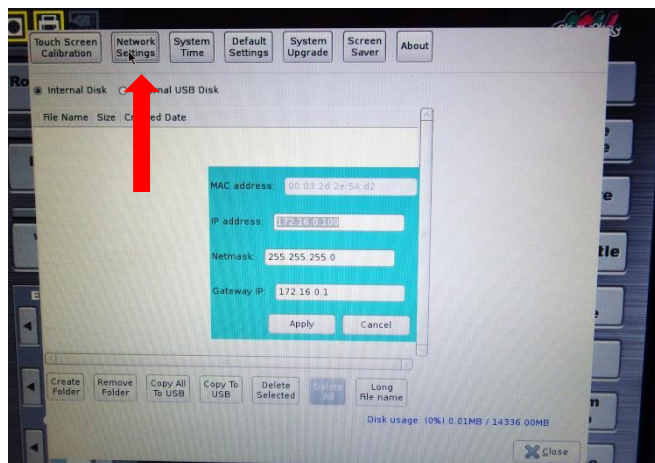 Touch Screen Calibration
Network Settings
System Time
Default Settings
System Upgrade
Screen Saver
About
Ro
Internal Disk
nal USB Disk
File Name Size Cr ed Date
MAC address: 00:03:2d:2e:54:d2
IP address: 172.16.0.100
Netmask: 255.255.255.0
Gateway IP: 172.16.0.1
Apply Cancel
e
tle
E
Create Folder
Remove Folder
Copy All To USB
Copy To USB
Delete Selected
Delete All
Long File name
n
Disk usage: (0%) 0.01MB / 14336.00MB
Close